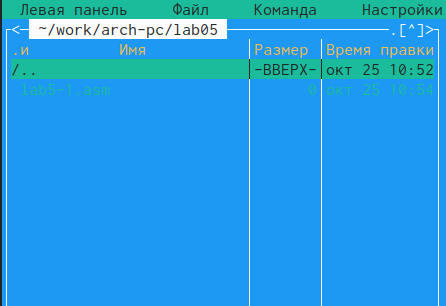 Левая панель Файл Команда Настройки
<- ~/work/arch-pc/lab05 -.[^]>
.и Имя Размер Время правки
/.. -ВВЕРХ- окт 25 10:52
lab5-1.asm 0 окт 25 10:54